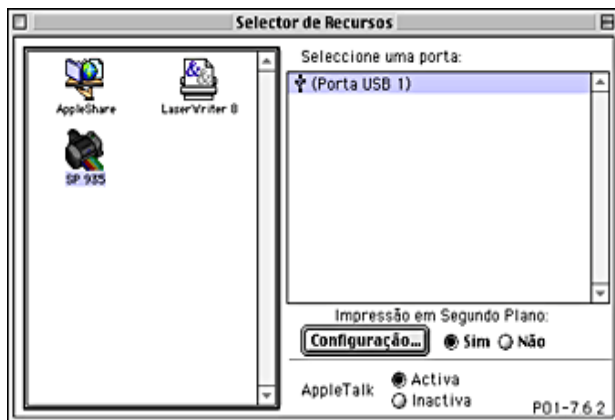 Selector de Recursos
AppleShare
LaserWriter 8
SP 935
Seleccione uma porta:
(Porta USB 1)
Impressão em Segundo Plano:
Configuração...
Sim
Não
AppleTalk
Activa
Inactiva
PO1-7.6.2